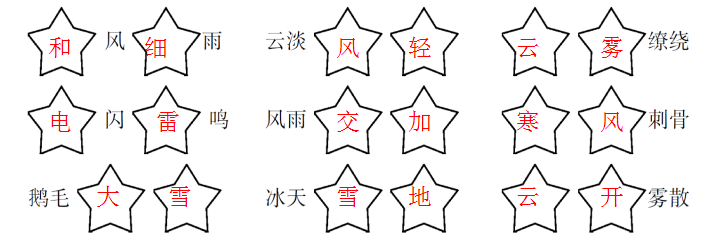 和风细雨 云淡风轻 云雾缭绕
电闪雷鸣 风雨交加 寒风刺骨
鹅毛大雪 冰天雪地 云开雾散